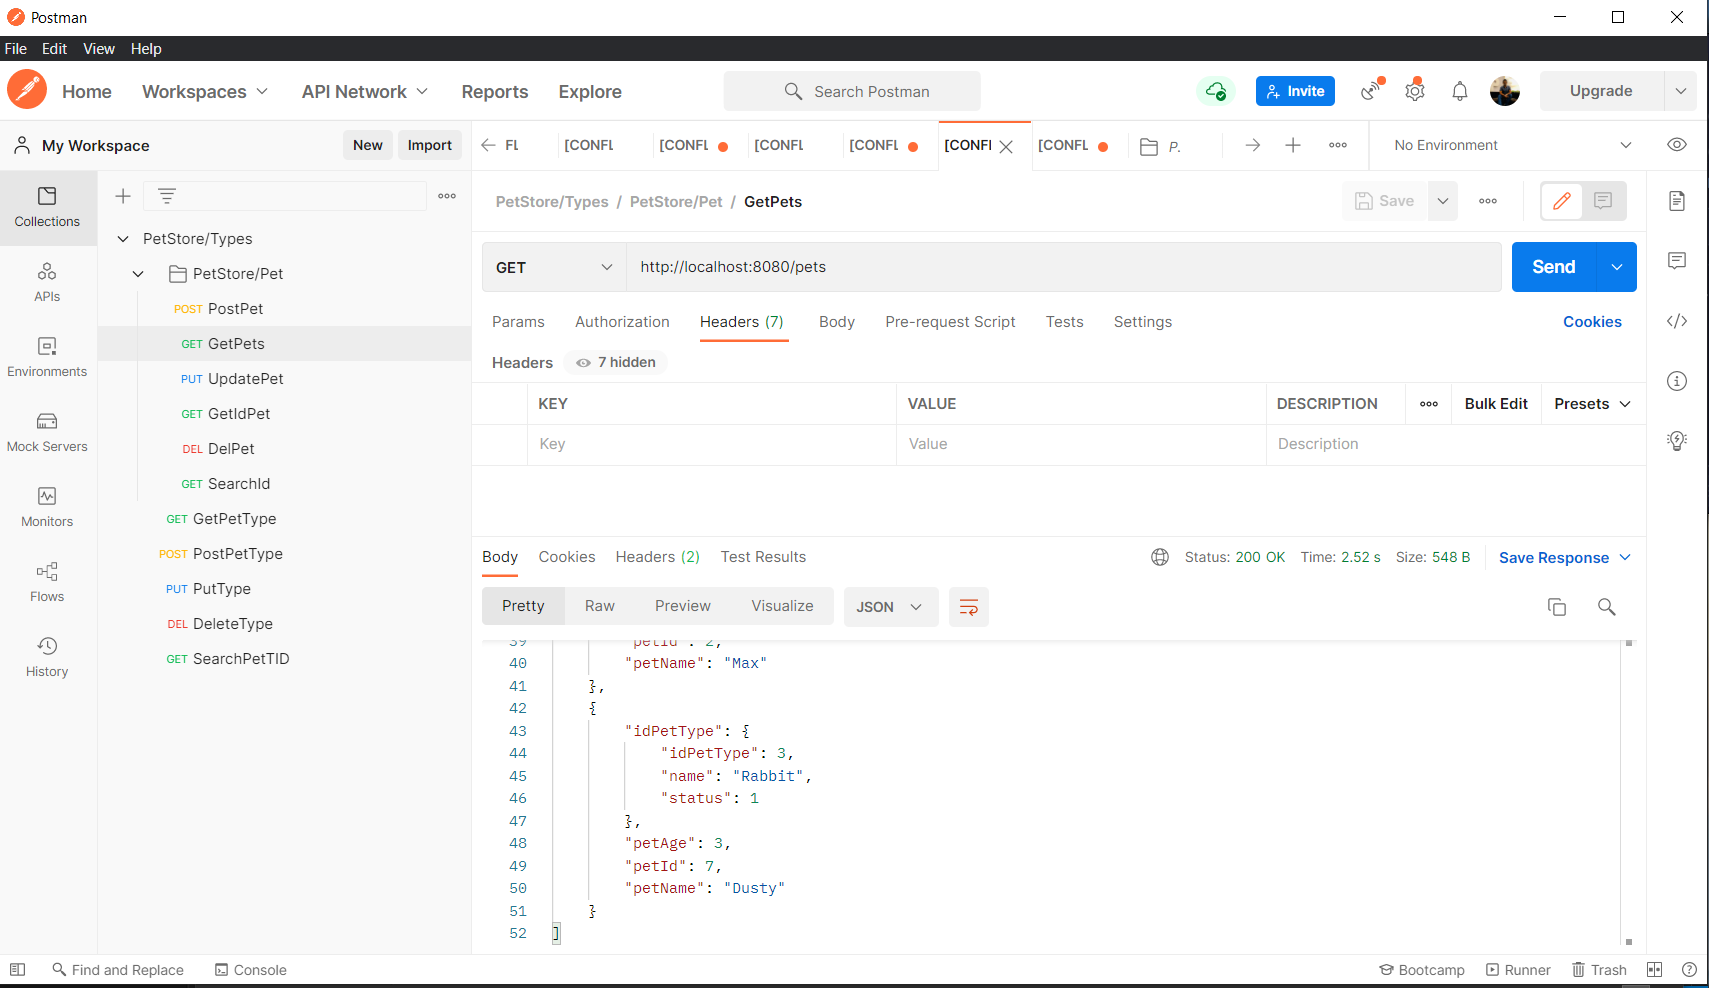 Postman
File Edit View Help
Home Workspaces API Network Reports Explore Search Postman Invite Upgrade
My Workspace New Import
FL [CONFL [CONFL [CONFL [CONFL [CONFI [CONFL P. No Environment
Collections
APIs
Environments
Mock Servers
Monitors
Flows
History
PetStore/Types
PetStore/Pet
POST PostPet
GET GetPets
PUT UpdatePet
GET GetIdPet
DEL DelPet
GET SearchId
GET GetPetType
POST PostPetType
PUT PutType
DEL DeleteType
GET SearchPetTID
PetStore/Types / PetStore/Pet / GetPets Save
GET http://localhost:8080/pets Send
Params Authorization Headers (7) Body Pre-request Script Tests Settings Cookies
Headers 7 hidden
KEY VALUE DESCRIPTION Bulk Edit Presets
Key Value Description
Body Cookies Headers (2) Test Results Status: 200 OK Time: 2.52 s Size: 548 B Save Response
Pretty Raw Preview Visualize JSON
39 "petId": 2,
40 "petName": "Max"
41 },
42 {
43 "idPetType": {
44 "idPetType": 3,
45 "name": "Rabbit",
46 "status": 1
47 },
48 "petAge": 3,
49 "petId": 7,
50 "petName": "Dusty"
51 }
52 ]
Find and Replace Console Bootcamp Runner Trash